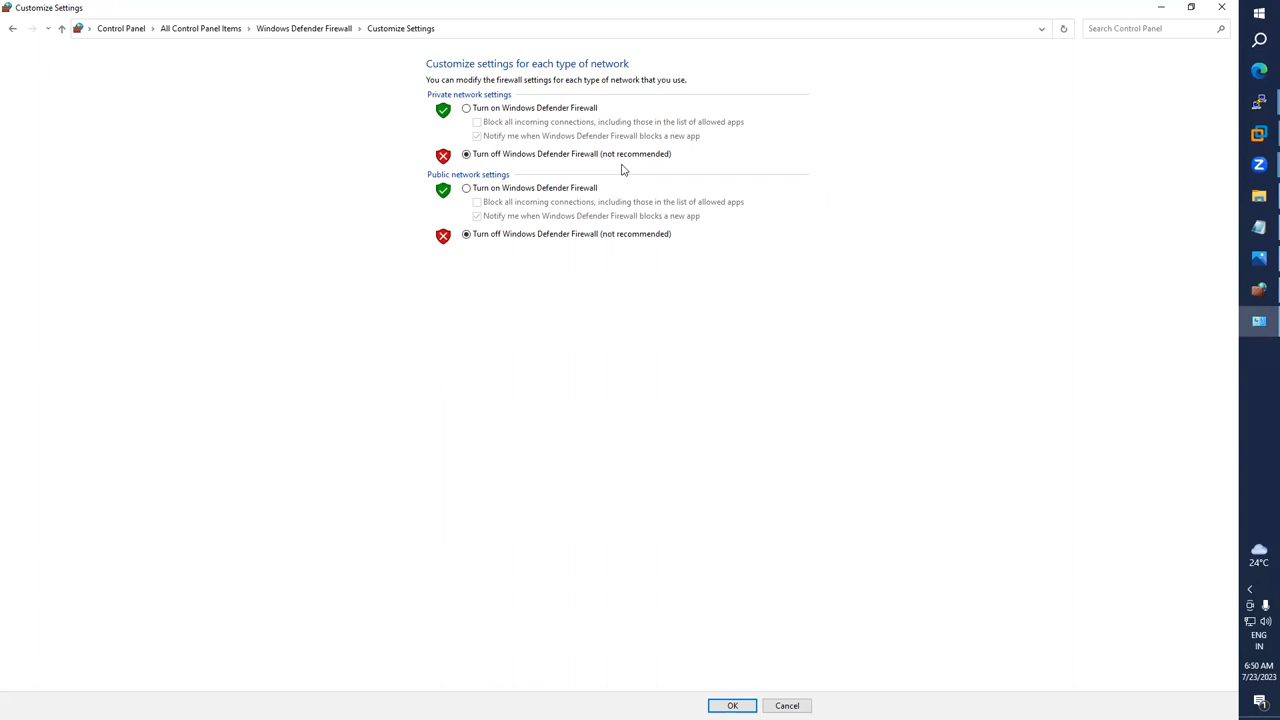 Customize Settings
Control Panel > All Control Panel Items > Windows Defender Firewall > Customize Settings
Search Control Panel
Customize settings for each type of network
You can modify the firewall settings for each type of network that you use.
Private network settings
Turn on Windows Defender Firewall
Block all incoming connections, including those in the list of allowed apps
Notify me when Windows Defender Firewall blocks a new app
Turn off Windows Defender Firewall (not recommended)
Public network settings
Turn on Windows Defender Firewall
Block all incoming connections, including those in the list of allowed apps
Notify me when Windows Defender Firewall blocks a new app
Turn off Windows Defender Firewall (not recommended)
OK
Cancel
24°C
ENG
IN
6:50 AM
7/23/2023
1